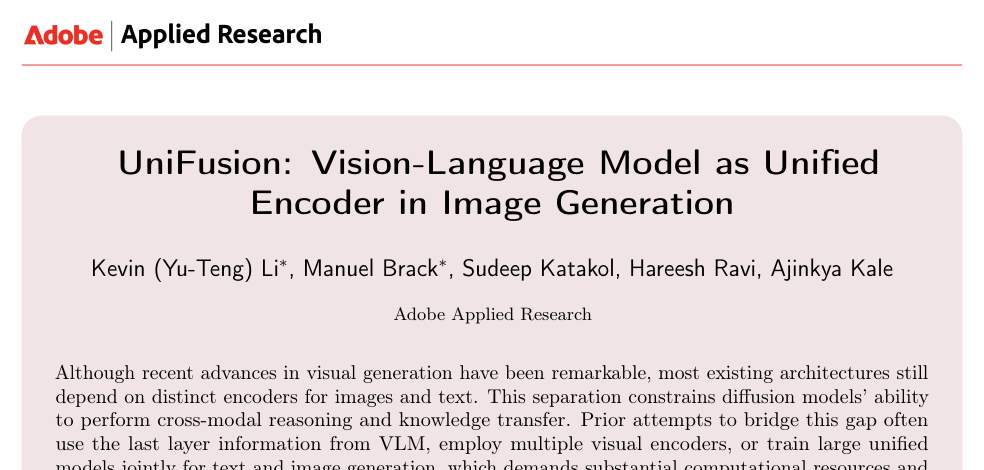 Adobe | Applied Research
UniFusion: Vision-Language Model as Unified
Encoder in Image Generation
Kevin (Yu-Teng) Li*, Manuel Brack*, Sudeep Katakol, Hareesh Ravi, Ajinkya Kale
Adobe Applied Research
Although recent advances in visual generation have been remarkable, most existing architectures still
depend on distinct encoders for images and text. This separation constrains diffusion models' ability
to perform cross-modal reasoning and knowledge transfer. Prior attempts to bridge this gap often
use the last layer information from VLM, employ multiple visual encoders, or train large unified
models jointly for text and image generation, which demands substantial computational resources and